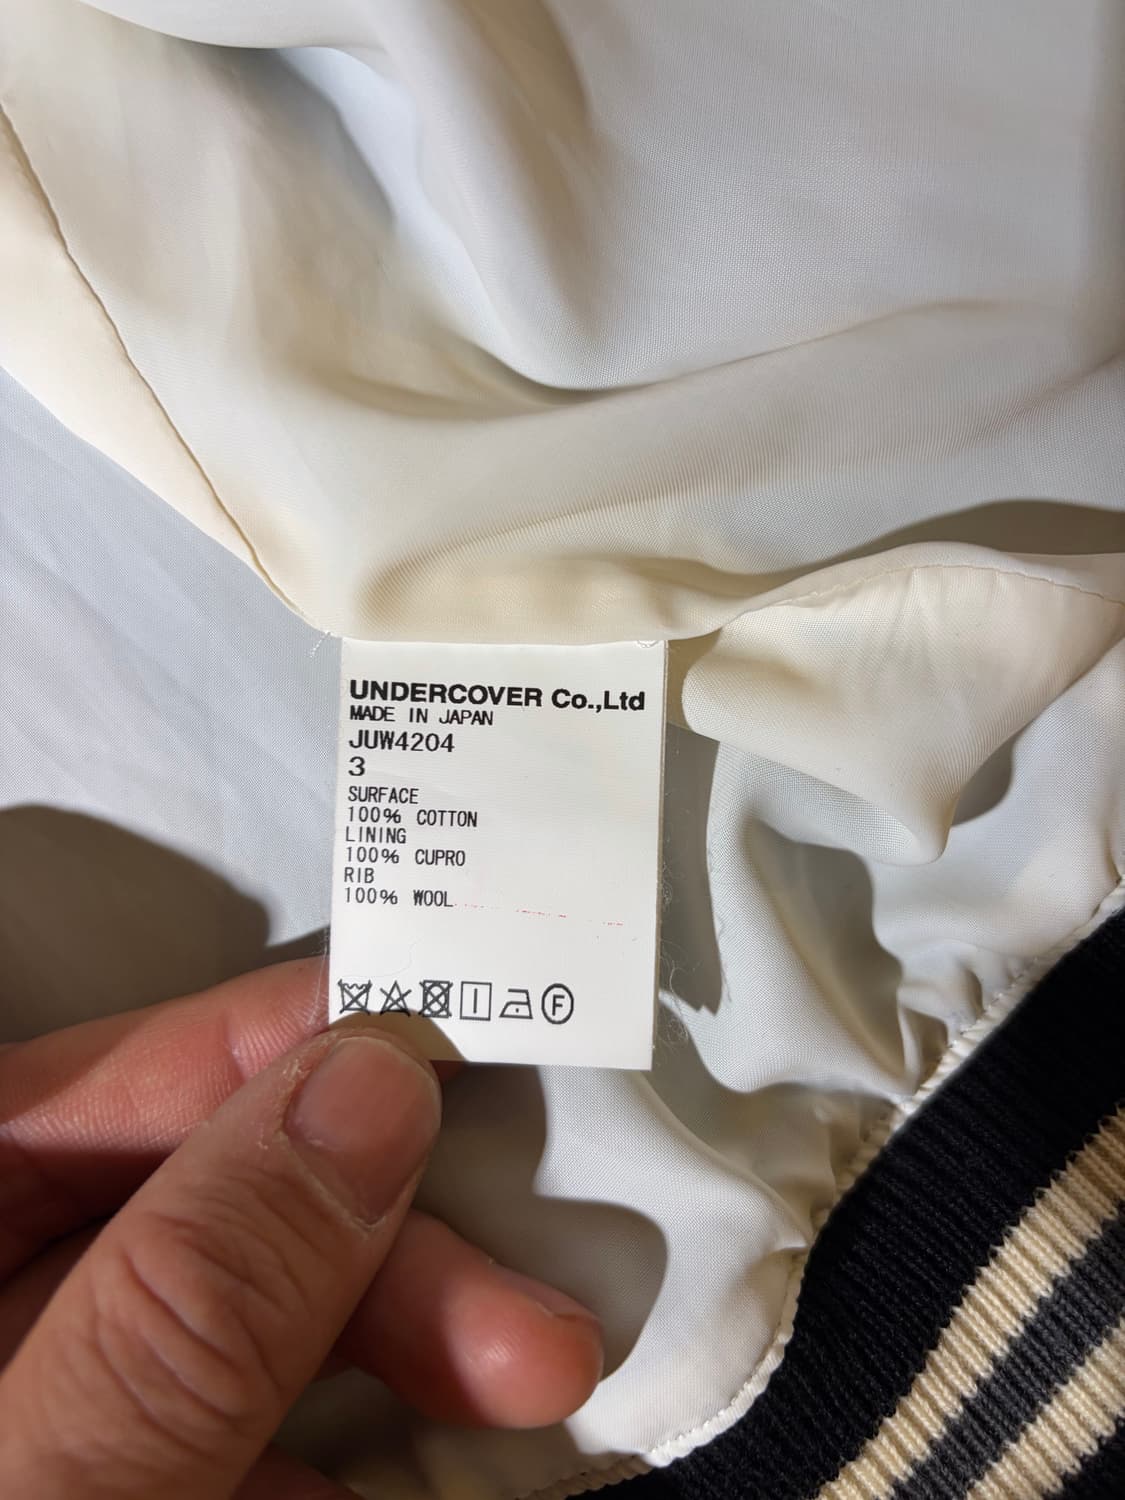 UNDERCOVER Co.,Ltd
MADE IN JAPAN
JUW4204
3
SURFACE
100% COTTON
LINING
100% CUPRO
RIB
100% WOOL
F